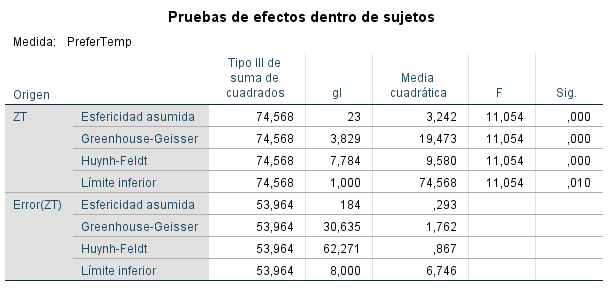 Pruebas de efectos dentro de sujetos
Medida: PreferTemp
Origen Tipo III de suma de cuadrados gl Media cuadrática F Sig.
ZT Esfericidad asumida 74,568 23 3,242 11,054 ,000
Greenhouse-Geisser 74,568 3,829 19,473 11,054 ,000
Huynh-Feldt 74,568 7,784 9,580 11,054 ,000
Límite inferior 74,568 1,000 74,568 11,054 ,010
Error(ZT) Esfericidad asumida 53,964 184 ,293
Greenhouse-Geisser 53,964 30,635 1,762
Huynh-Feldt 53,964 62,271 ,867
Límite inferior 53,964 8,000 6,746